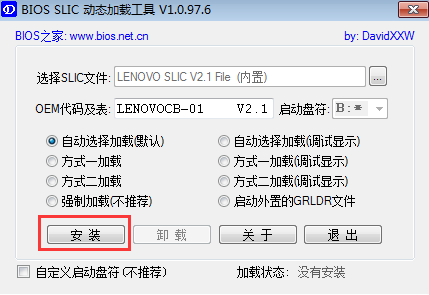 BIOS SLIC 动态加载工具 V1.0.97.6
BIOS之家: www.bios.net.cn by: DavidXXW
选择SLIC文件: LENOVO SLIC V2.1 File (内置) ...
OEM代码及表: LENOVOCB-01 V2.1 启动盘符: B:*
自动选择加载(默认) 自动选择加载(调试显示)
方式一加载 方式一加载(调试显示)
方式二加载 方式二加载(调试显示)
强制加载(不推荐) 启动外置的GRLDR文件
安 装 卸 载 关 于 退 出
自定义启动盘符(不推荐) 加载状态: 没有安装